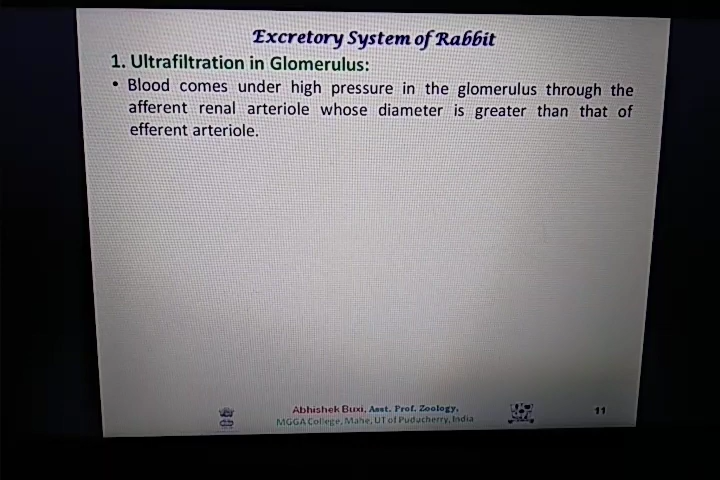 Excretory System of Rabbit
1. Ultrafiltration in Glomerulus:
• Blood comes under high pressure in the glomerulus through the
afferent renal arteriole whose diameter is greater than that of
efferent arteriole.
Abhishek Buxi, Asst. Prof. Zoology,
MGGA College, Mahe, UT of Puducherry, India
11